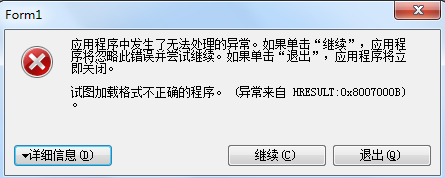 Form1
应用程序中发生了无法处理的异常。如果单击“继续”，应用程
序将忽略此错误并尝试继续。如果单击“退出”，应用程序将立
即关闭。
试图加载格式不正确的程序。 (异常来自 HRESULT:0x8007000B)
。
详细信息(D)
继续(C)
退出(Q)